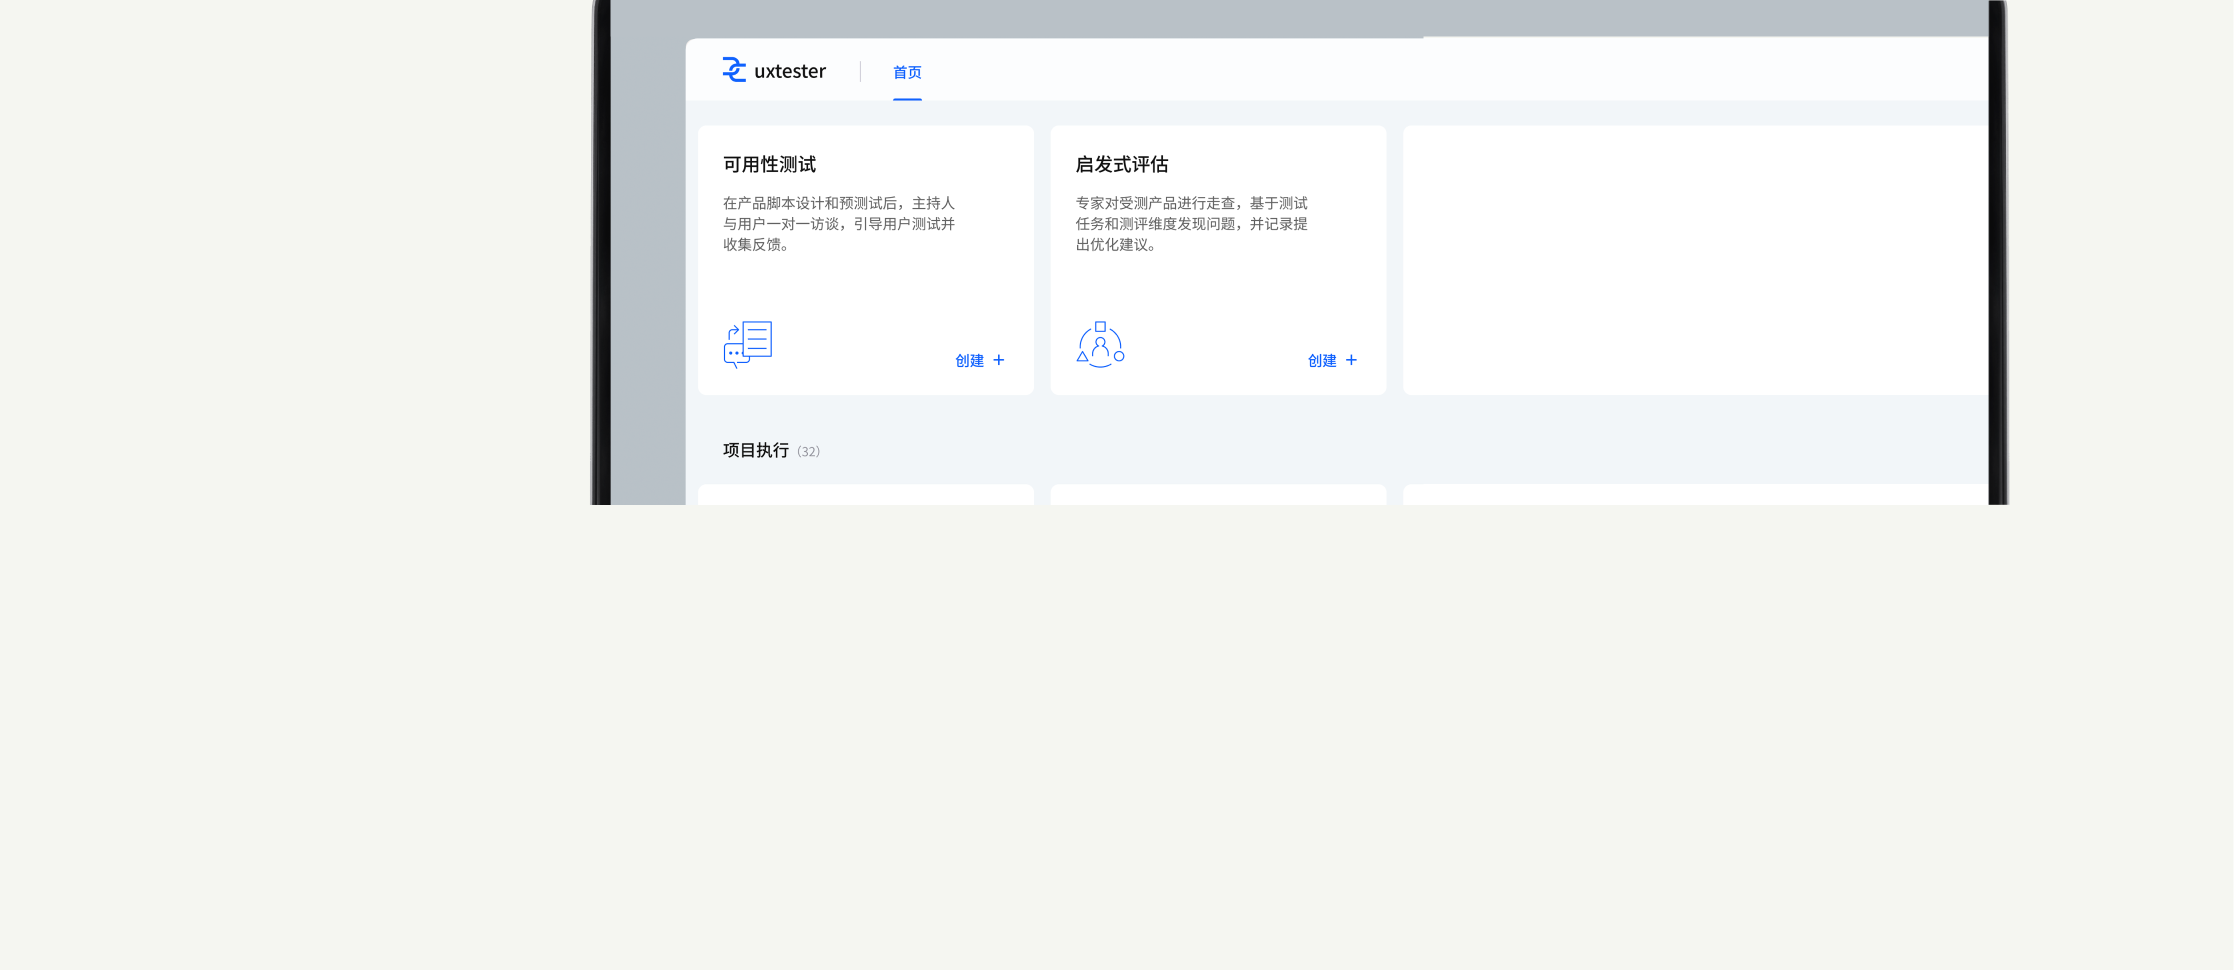 uxtester
首页
可用性测试
在产品脚本设计和预测试后，主持人
与用户一对一访谈，引导用户测试并
收集反馈。
创建 +
启发式评估
专家对受测产品进行走查，基于测试
任务和测评维度发现问题，并记录提
出优化建议。
创建 +
项目执行（32）